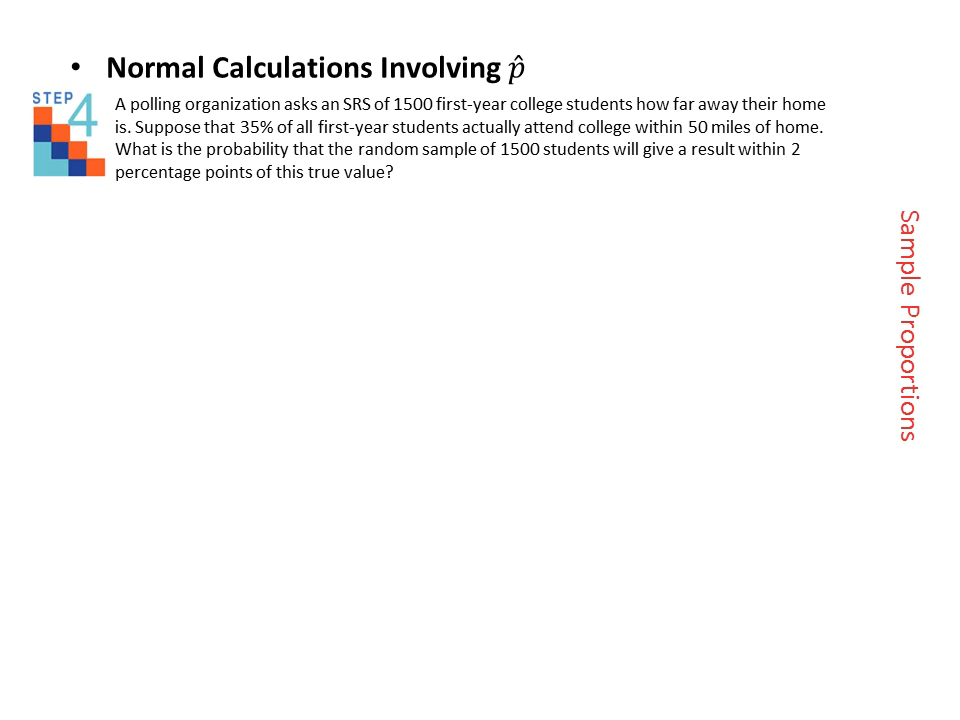 • Normal Calculations Involving p̂
STEP 4
A polling organization asks an SRS of 1500 first-year college students how far away their home
is. Suppose that 35% of all first-year students actually attend college within 50 miles of home.
What is the probability that the random sample of 1500 students will give a result within 2
percentage points of this true value?
Sample Proportions